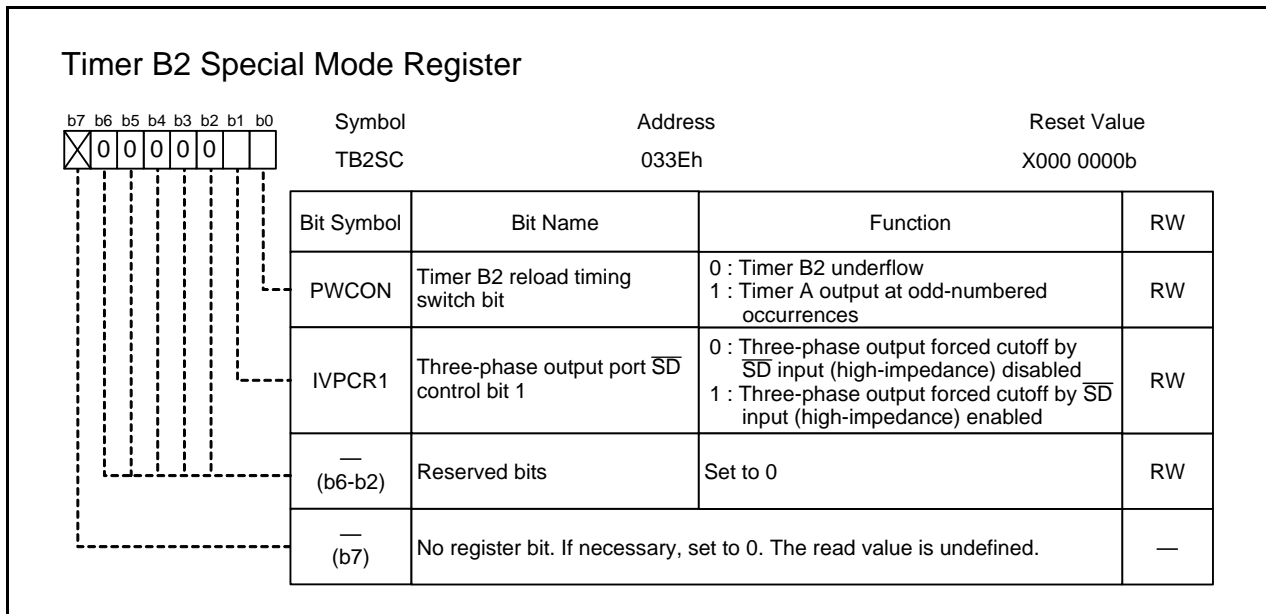 Timer B2 Special Mode Register
b7 b6 b5 b4 b3 b2 b1 b0
0 0 0 0 0
Symbol Address Reset Value
TB2SC 033Eh X000 0000b
Bit Symbol Bit Name Function RW
PWCON
Timer B2 reload timing
switch bit
0 : Timer B2 underflow
1 : Timer A output at odd-numbered
occurrences
RW
IVPCR1
Three-phase output port S̅D̅
control bit 1
0 : Three-phase output forced cutoff by
S̅D̅ input (high-impedance) disabled
1 : Three-phase output forced cutoff by S̅D̅
input (high-impedance) enabled
RW
—
(b6-b2)
Reserved bits
Set to 0
RW
—
(b7)
No register bit. If necessary, set to 0. The read value is undefined.
—